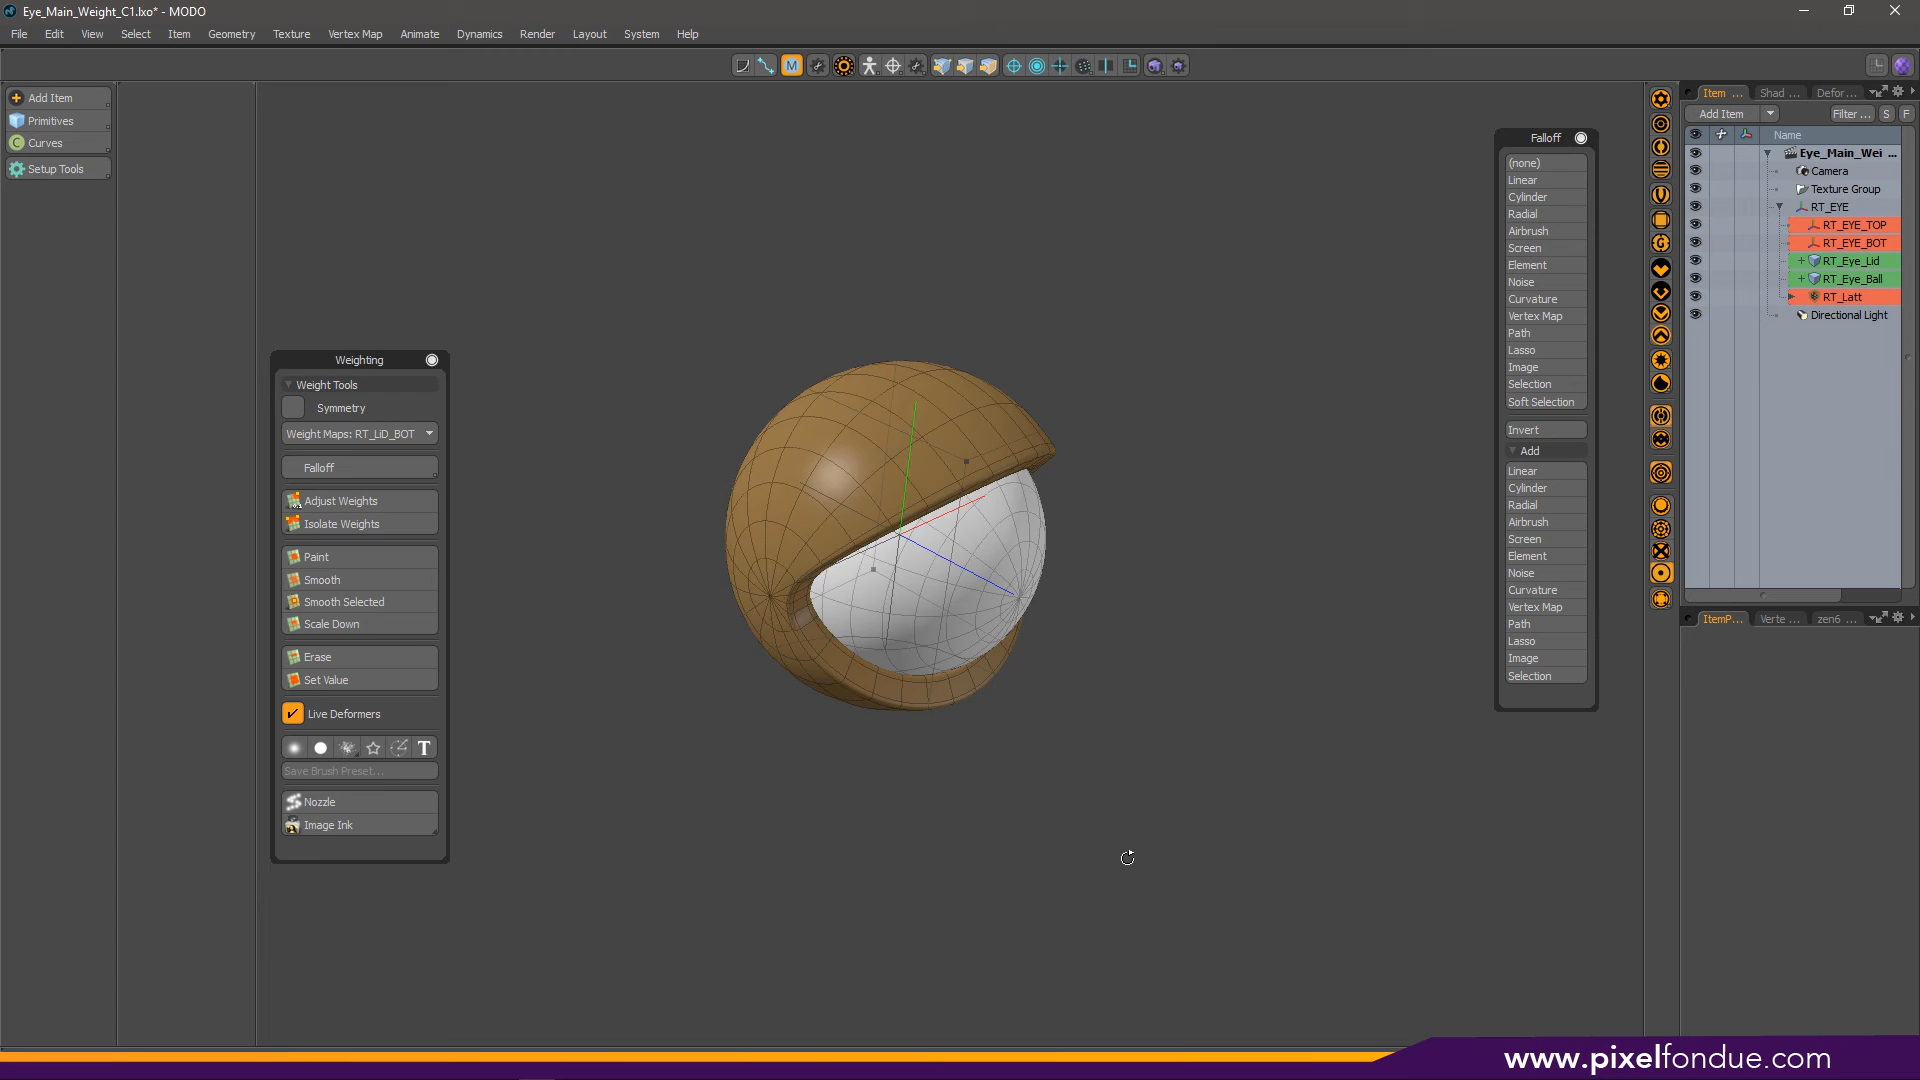 Eye_Main_Weight_C1.lxo* - MODO
File Edit View Select Item Geometry Texture Vertex Map Animate Dynamics Render Layout System Help
M
Add Item
Primitives
Curves
Setup Tools
Weighting
Weight Tools
Symmetry
Weight Maps: RT_LiD_BOT
Falloff
Adjust Weights
Isolate Weights
Paint
Smooth
Smooth Selected
Scale Down
Erase
Set Value
Live Deformers
T
Save Brush Preset...
Nozzle
Image Ink
Falloff
(none)
Linear
Cylinder
Radial
Airbrush
Screen
Element
Noise
Curvature
Vertex Map
Path
Lasso
Image
Selection
Soft Selection
Invert
Add
Linear
Cylinder
Radial
Airbrush
Screen
Element
Noise
Curvature
Vertex Map
Path
Lasso
Image
Selection
Item ... Shad ... Defor...
Add Item Filter ... S F
Name
Eye_Main_Wei ...
Camera
Texture Group
RT_EYE
RT_EYE_TOP
RT_EYE_BOT
RT_Eye_Lid
RT_Eye_Ball
RT_Latt
Directional Light
ItemP... Verte ... zen6 ...
www.pixelfondue.com